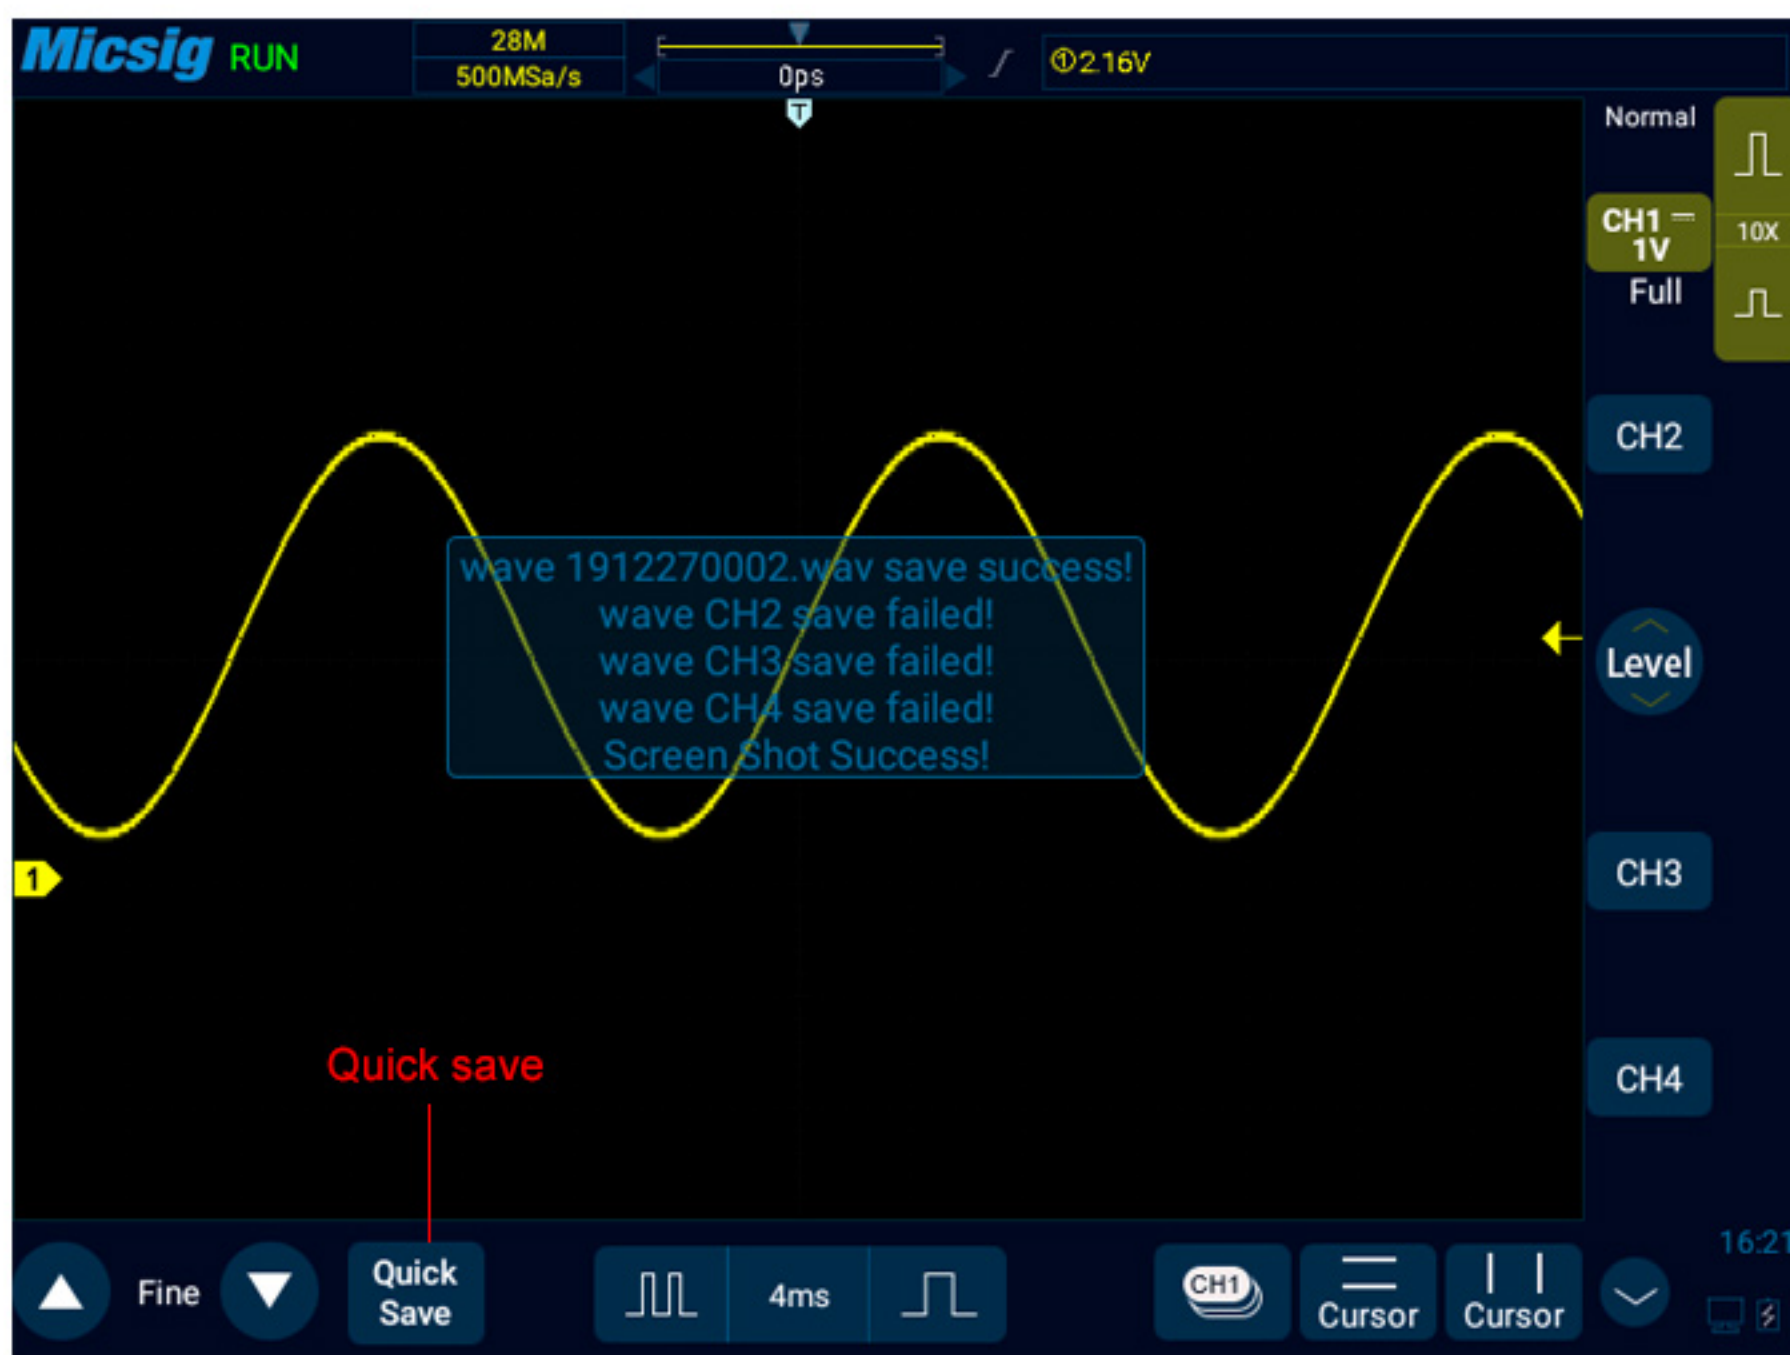 Micsig RUN
28M
500MSa/s
0ps
①2.16V
T
Normal
CH1
1V
10X
Full
CH2
wave 1912270002.wav save success!
wave CH2 save failed!
wave CH3 save failed!
wave CH4 save failed!
Screen Shot Success!
Level
1
CH3
Quick save
CH4
Fine
Quick
Save
4ms
CH1
Cursor
Cursor
16:21